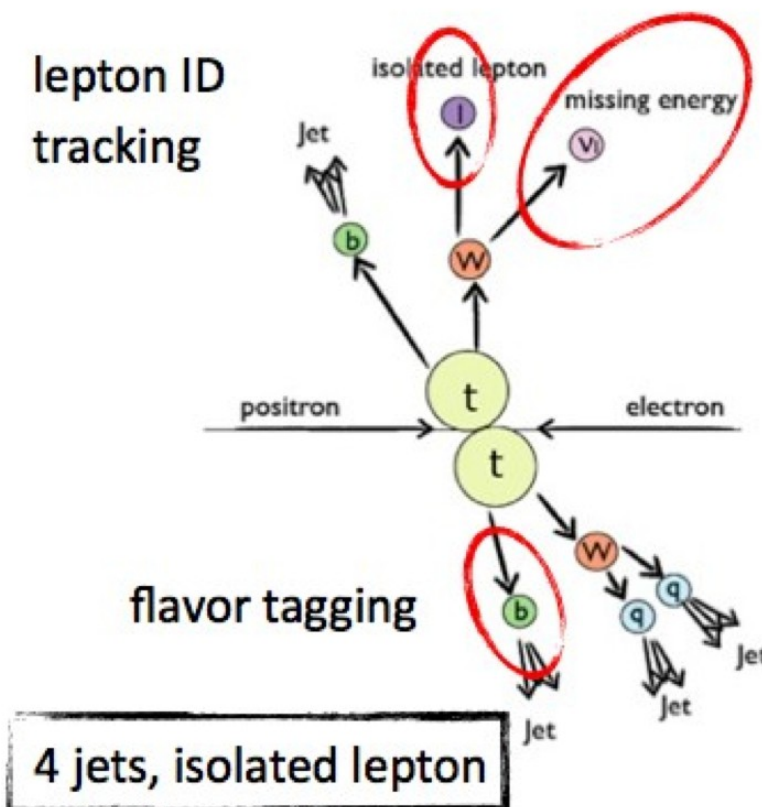 lepton ID
tracking
isolated lepton
missing energy
l
Jet
νl
b
W
t
positron
electron
t
W
flavor tagging
b
q
q
Jet
Jet
Jet
4 jets, isolated lepton